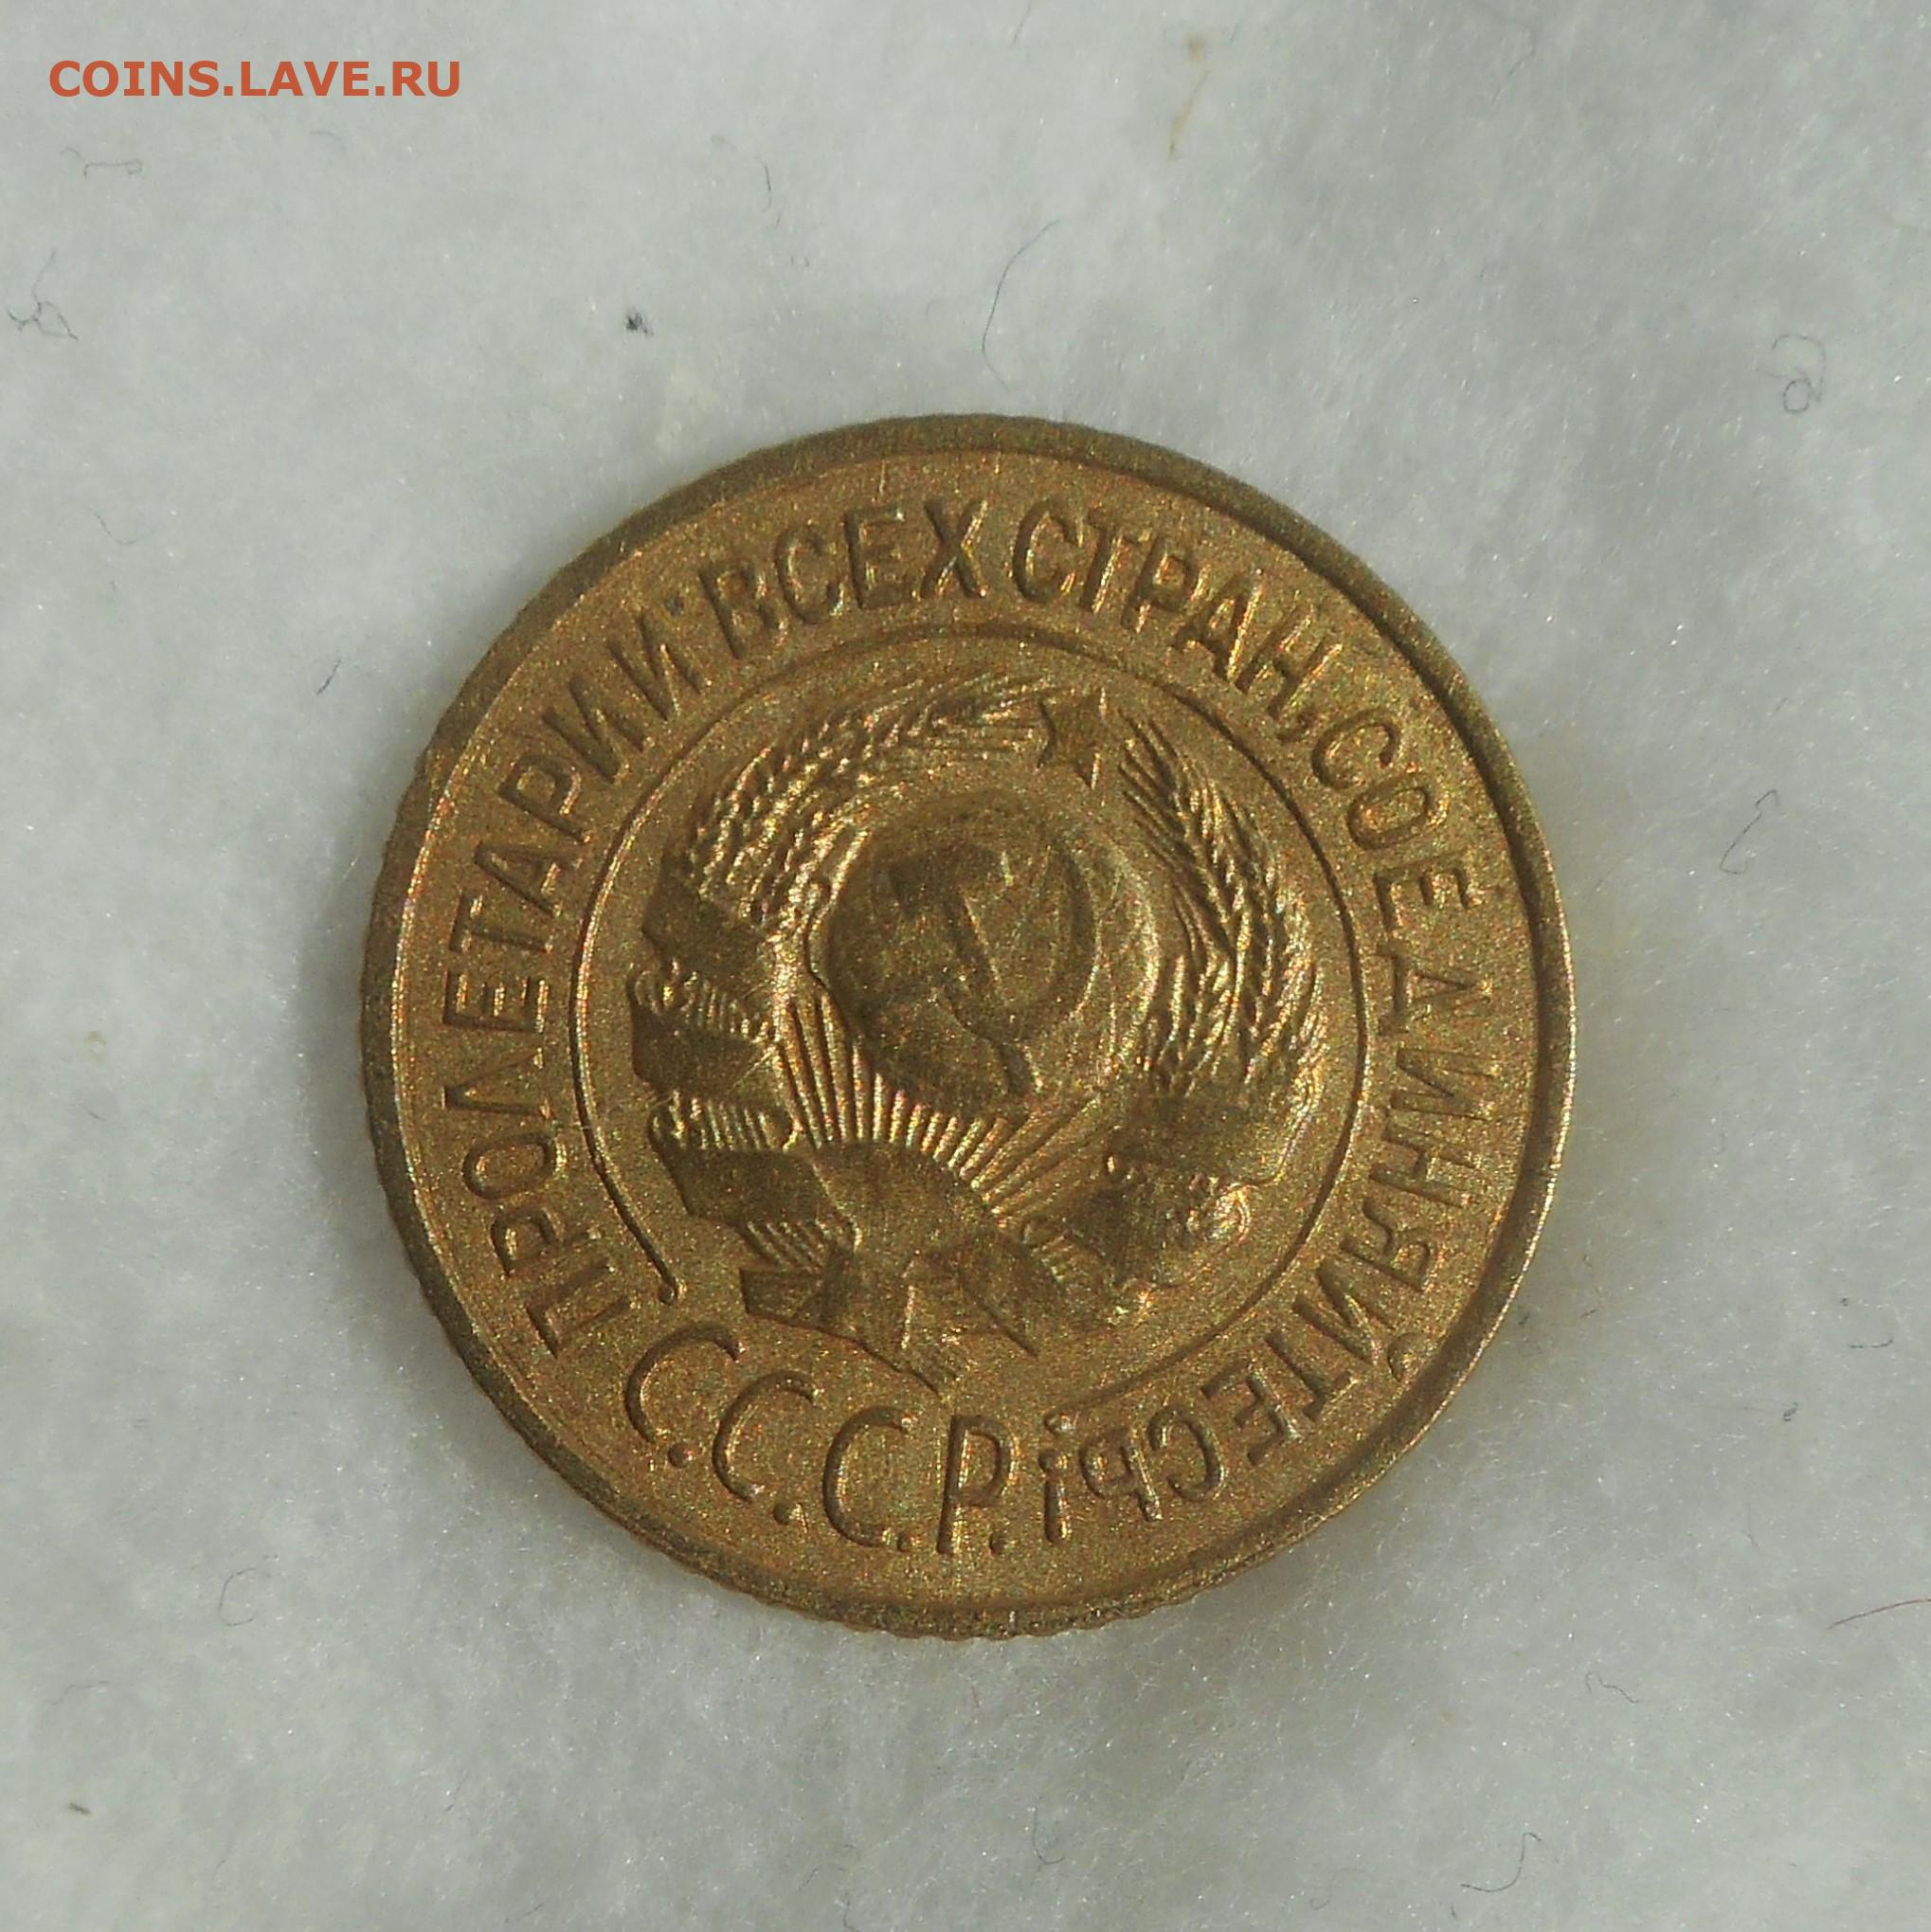 COINS.LAVE.RU
ПРОЛЕТАРИИ ВСЕХ СТРАН, СОЕДИНЯЙТЕСЬ!
С.С.С.Р.